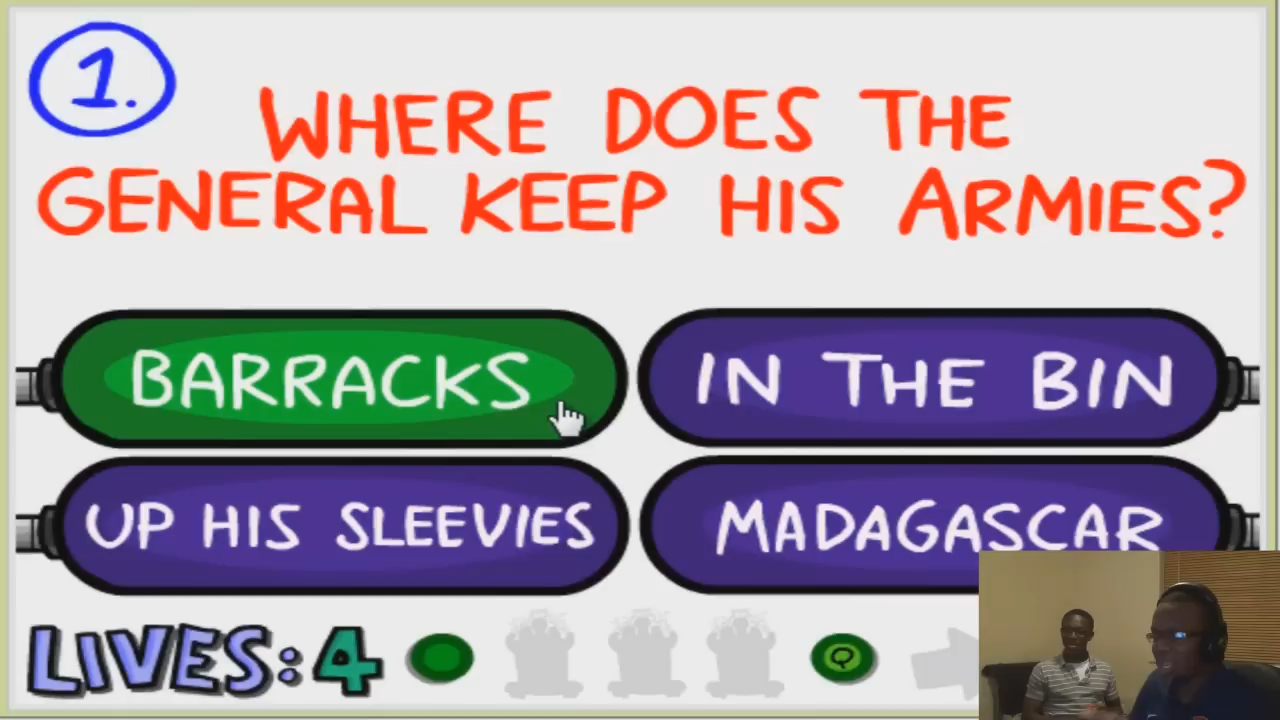 1.
WHERE DOES THE
GENERAL KEEP HIS ARMIES?
BARRACKS
IN THE BIN
UP HIS SLEEVIES
MADAGASCAR
LIVES: 4
Q